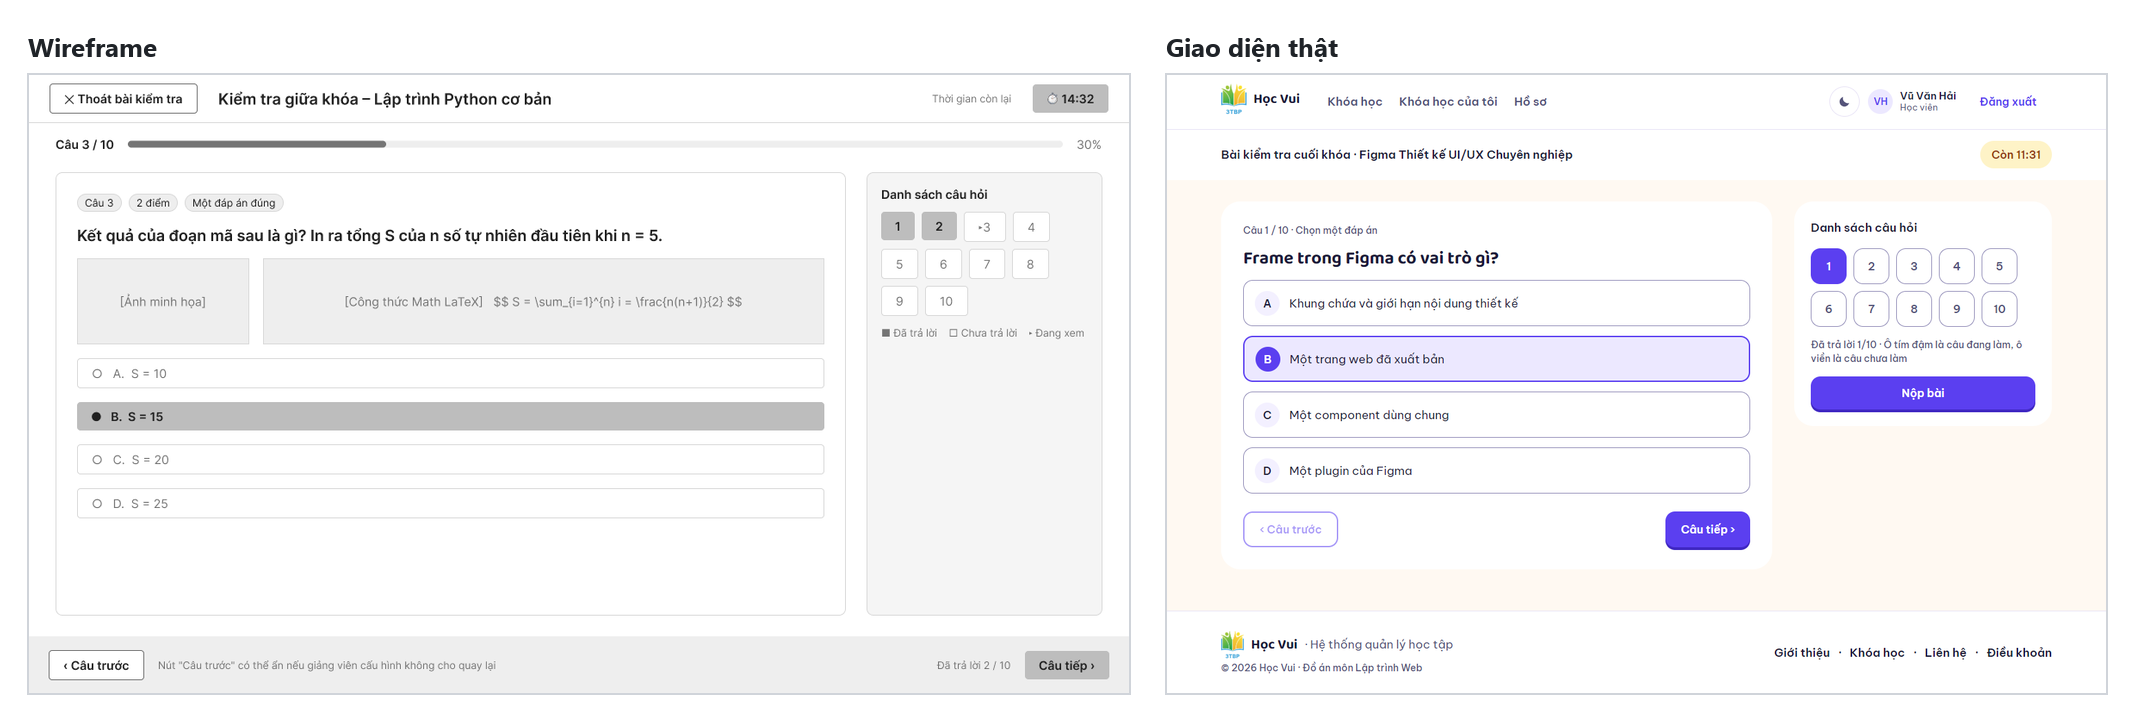 Wireframe
Thoát bài kiểm tra
Kiểm tra giữa khóa – Lập trình Python cơ bản
Thời gian còn lại
14:32
Câu 3 / 10
30%
Câu 3
2 điểm
Một đáp án đúng
Kết quả của đoạn mã sau là gì? In ra tổng S của n số tự nhiên đầu tiên khi n = 5.
[Ảnh minh họa]
[Công thức Math LaTeX] $$ S = \sum_{i=1}^{n} i = \frac{n(n+1)}{2} $$
A. S = 10
B. S = 15
C. S = 20
D. S = 25
Danh sách câu hỏi
1 2 ‣3 4
5 6 7 8
9 10
■ Đã trả lời □ Chưa trả lời ‣ Đang xem
‹ Câu trước
Nút "Câu trước" có thể ẩn nếu giảng viên cấu hình không cho quay lại
Đã trả lời 2 / 10
Câu tiếp ›
Giao diện thật
3TBP
Học Vui
Khóa học
Khóa học của tôi
Hồ sơ
VH
Vũ Văn Hải
Học viên
Đăng xuất
Bài kiểm tra cuối khóa · Figma Thiết kế UI/UX Chuyên nghiệp
Còn 11:31
Câu 1 / 10 · Chọn một đáp án
Frame trong Figma có vai trò gì?
A Khung chứa và giới hạn nội dung thiết kế
B Một trang web đã xuất bản
C Một component dùng chung
D Một plugin của Figma
‹ Câu trước
Câu tiếp ›
Danh sách câu hỏi
1 2 3 4 5
6 7 8 9 10
Đã trả lời 1/10 · Ô tím đậm là câu đang làm, ô
viền là câu chưa làm
Nộp bài
3TBP
Học Vui · Hệ thống quản lý học tập
© 2026 Học Vui · Đồ án môn Lập trình Web
Giới thiệu · Khóa học · Liên hệ · Điều khoản